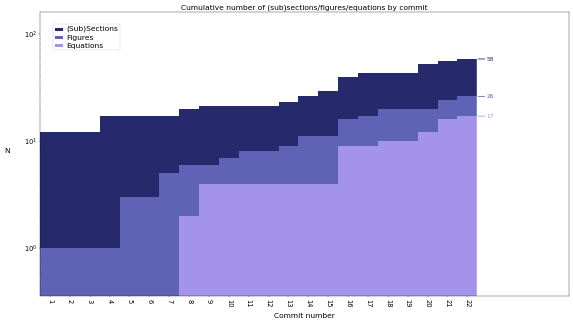 Cumulative number of (sub)sections/figures/equations by commit
(Sub)Sections
Figures
Equations
10²
10¹
10⁰
N
58
26
17
1 2 3 4 5 6 7 8 9 10 11 12 13 14 15 16 17 18 19 20 21 22
Commit number